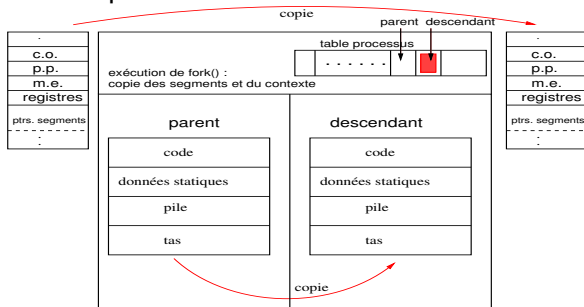 copie
parent descendant
table processus
exécution de fork() :
copie des segments et du contexte
c.o.
p.p.
m.e.
registres
ptrs. segments
parent
code
données statiques
pile
tas
descendant
code
données statiques
pile
tas
copie
c.o.
p.p.
m.e.
registres
ptrs. segments